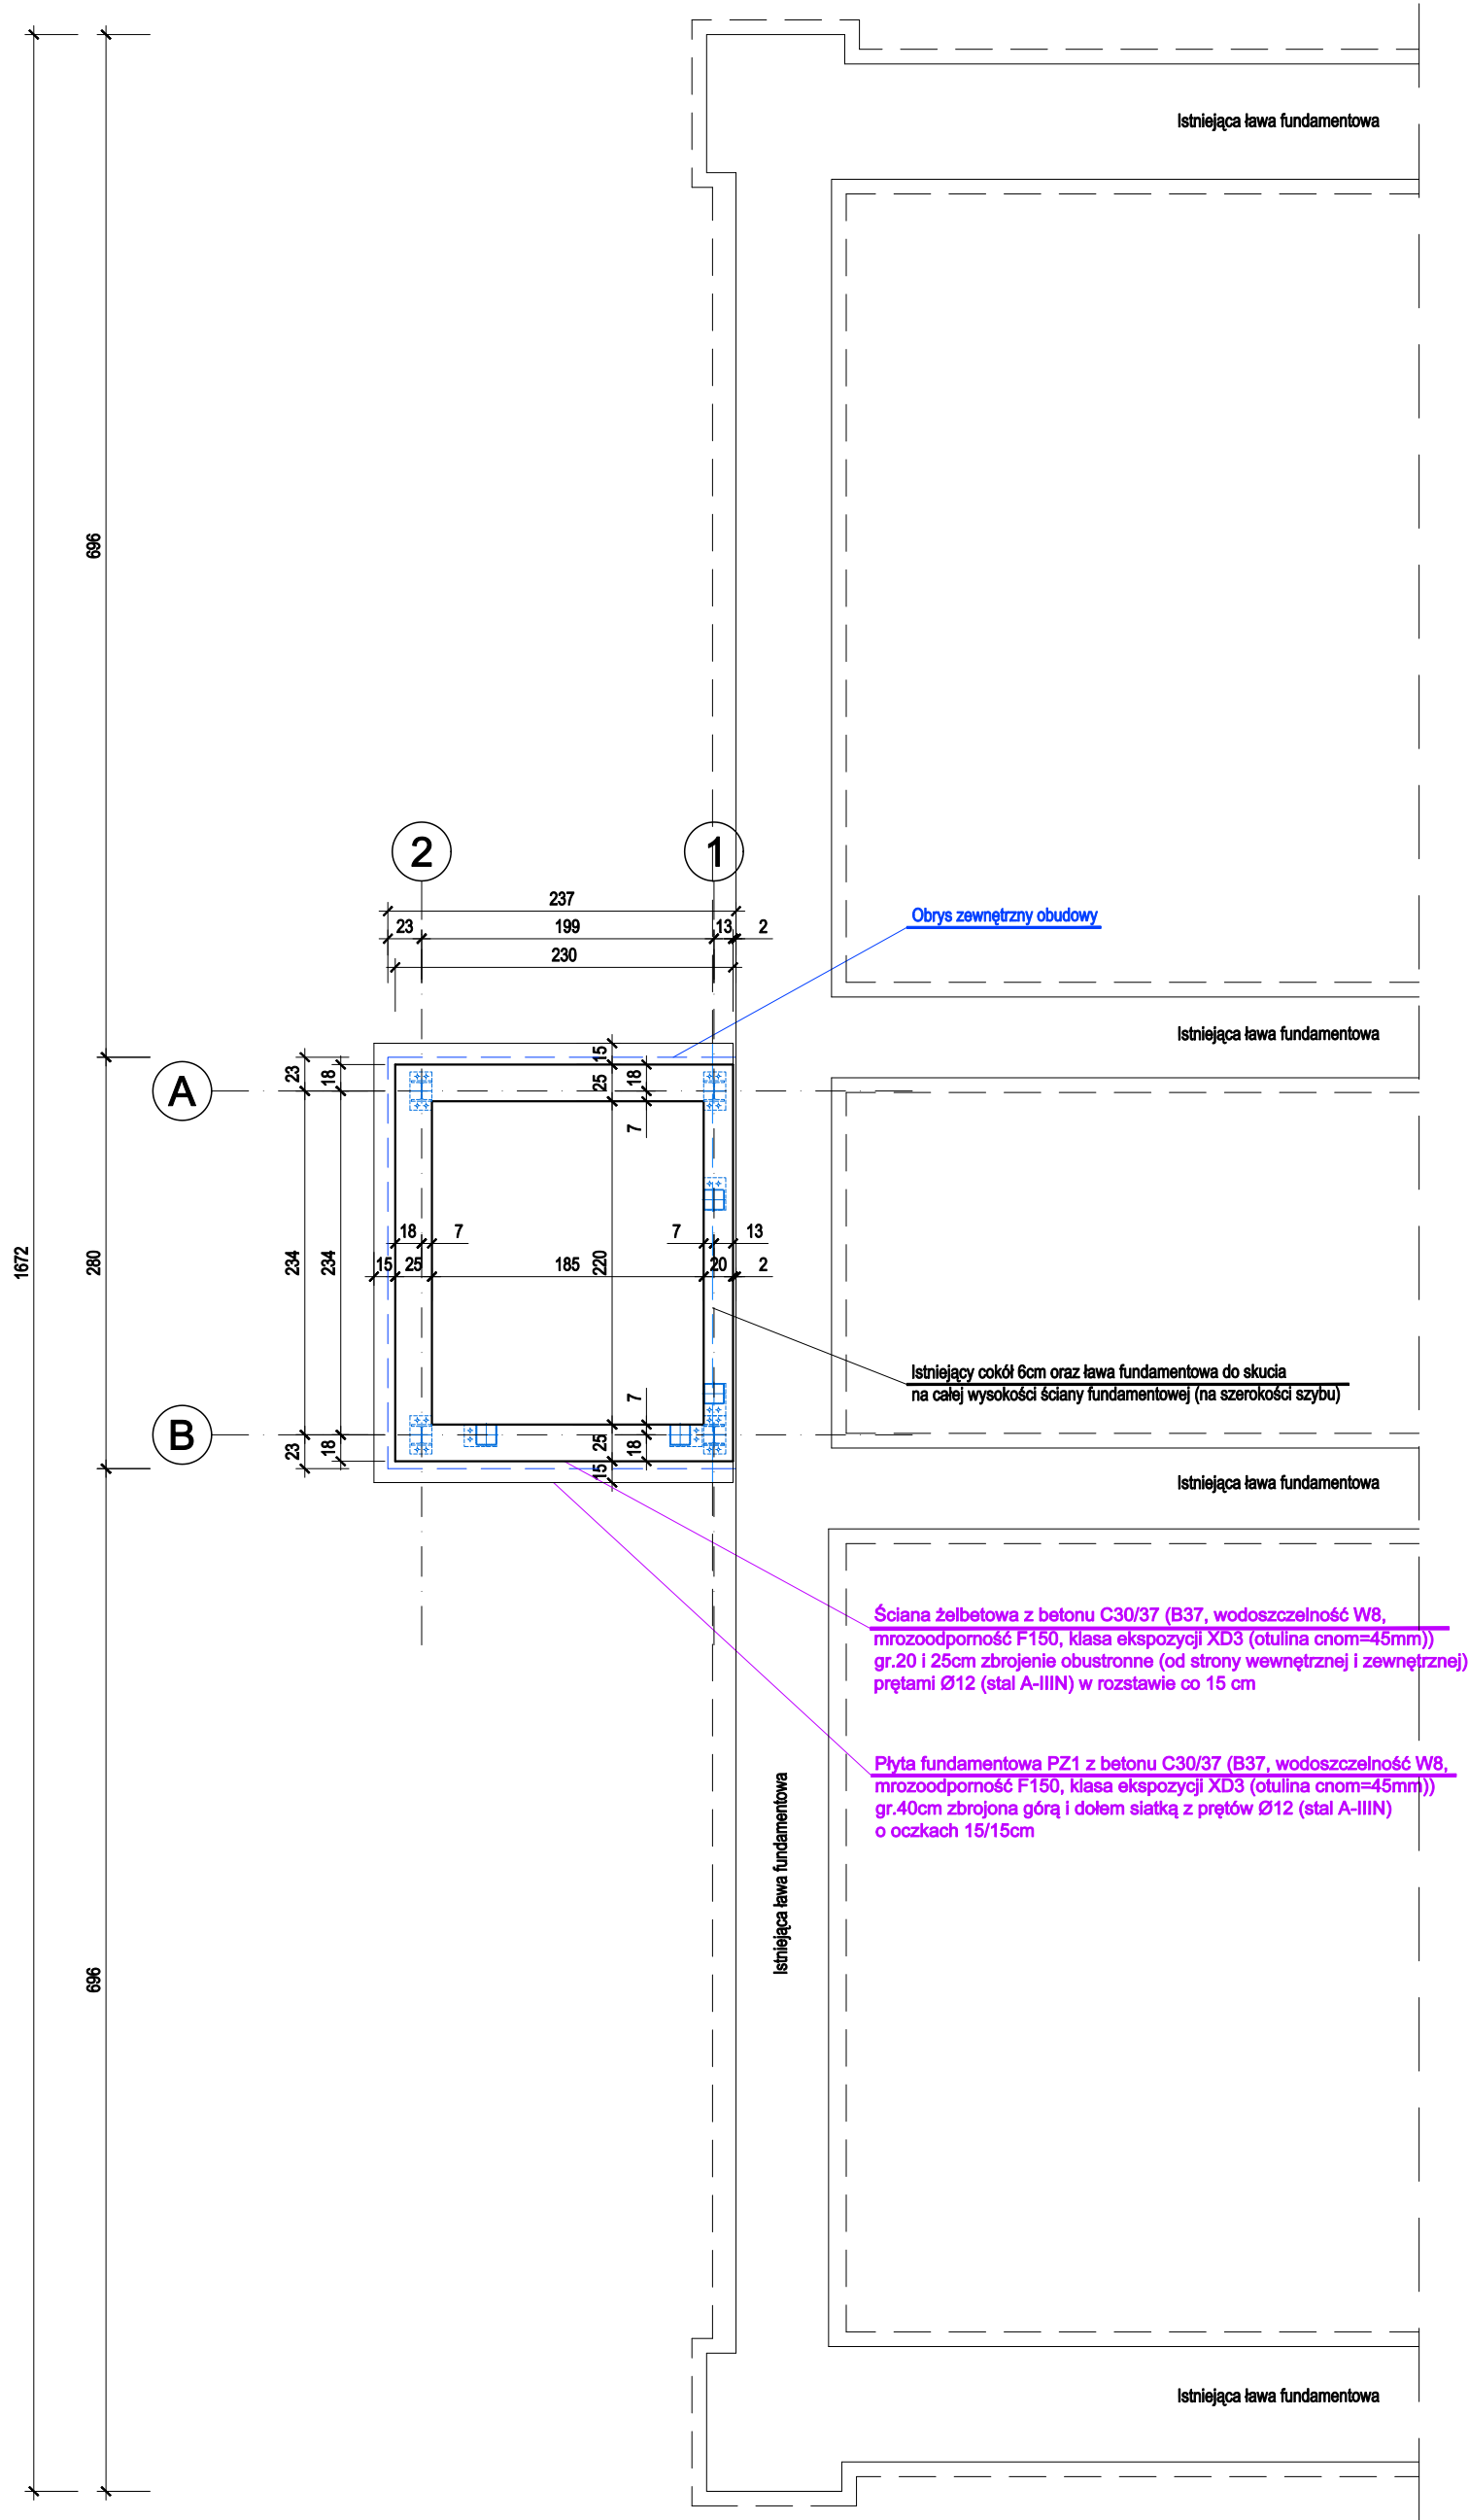 Istniejąca ława fundamentowa
696
2
1
237
23
199
13
2
230
Obrys zewnętrzny obudowy
Istniejąca ława fundamentowa
A
23
18
15
25
18
7
1672
280
234
234
18
7
7
13
15
25
185
220
20
2
Istniejący cokół 6cm oraz ława fundamentowa do skucia
na całej wysokości ściany fundamentowej (na szerokości szybu)
B
23
18
7
25
18
15
Istniejąca ława fundamentowa
Ściana żelbetowa z betonu C30/37 (B37, wodoszczelność W8,
mrozoodporność F150, klasa ekspozycji XD3 (otulina cnom=45mm))
gr.20 i 25cm zbrojenie obustronne (od strony wewnętrznej i zewnętrznej)
prętami Ø12 (stal A-IIIN) w rozstawie co 15 cm
Płyta fundamentowa PZ1 z betonu C30/37 (B37, wodoszczelność W8,
mrozoodporność F150, klasa ekspozycji XD3 (otulina cnom=45mm))
gr.40cm zbrojona górą i dołem siatką z prętów Ø12 (stal A-IIIN)
o oczkach 15/15cm
Istniejąca ława fundamentowa
696
Istniejąca ława fundamentowa